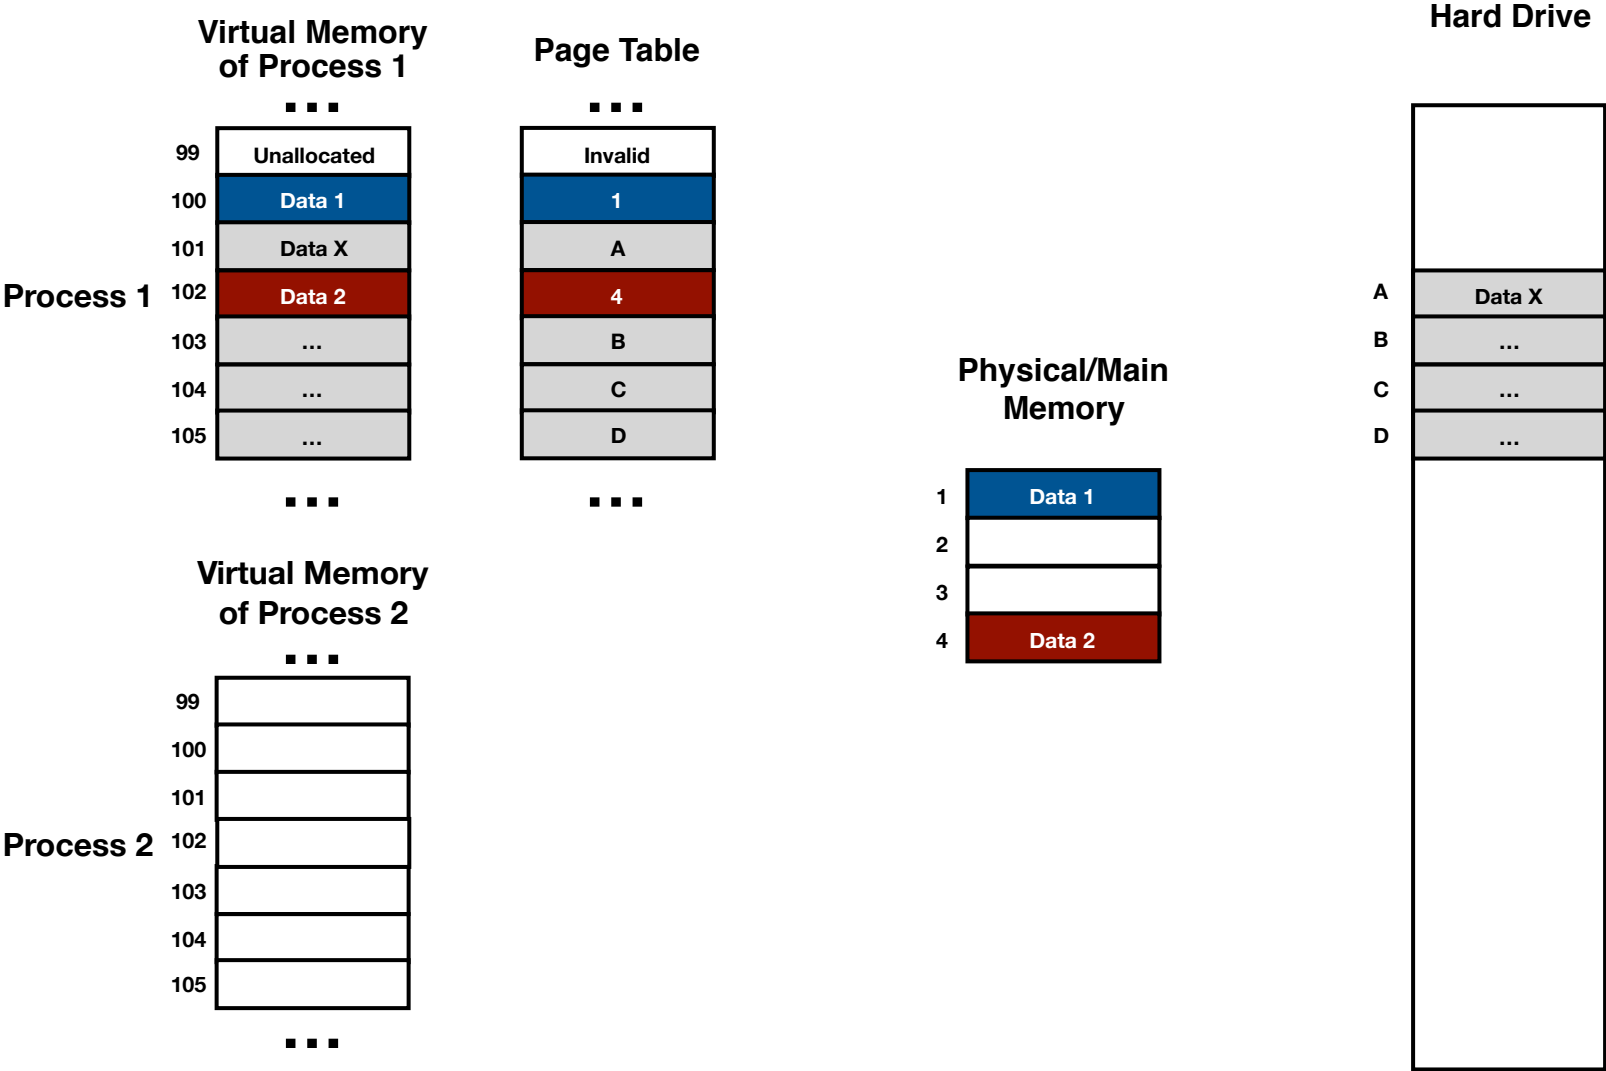 Hard Drive
Virtual Memory
of Process 1
Page Table
...
...
99 Unallocated Invalid
100 Data 1 1
101 Data X A
Process 1 102 Data 2 4
103 ... B
104 ... C
105 ... D
...
...
A Data X
B ...
C ...
D ...
Physical/Main
Memory
1 Data 1
2
3
4 Data 2
Virtual Memory
of Process 2
...
99
100
101
Process 2 102
103
104
105
...